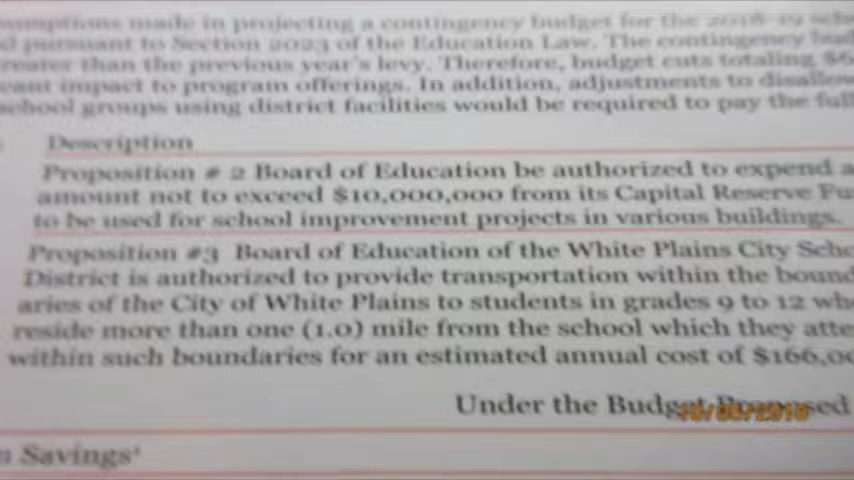 made in projecting a contingency budget for the 2018-19
pursuant to Section 2023 of the Education Law. The contingency
than the previous year's levy. Therefore, budget cuts totaling
impact to program offerings. In addition, adjustments to
school groups using district facilities would be required to pay the full
Description
Proposition # 2 Board of Education be authorized to expend
amount not to exceed $10,000,000 from its Capital Reserve
to be used for school improvement projects in various buildings.
Proposition #3 Board of Education of the White Plains City
District is authorized to provide transportation within the bound
aries of the City of White Plains to students in grades 9 to 12
reside more than one (1.0) mile from the school which they
within such boundaries for an estimated annual cost of
Under the Budget Proposed
Savings¹